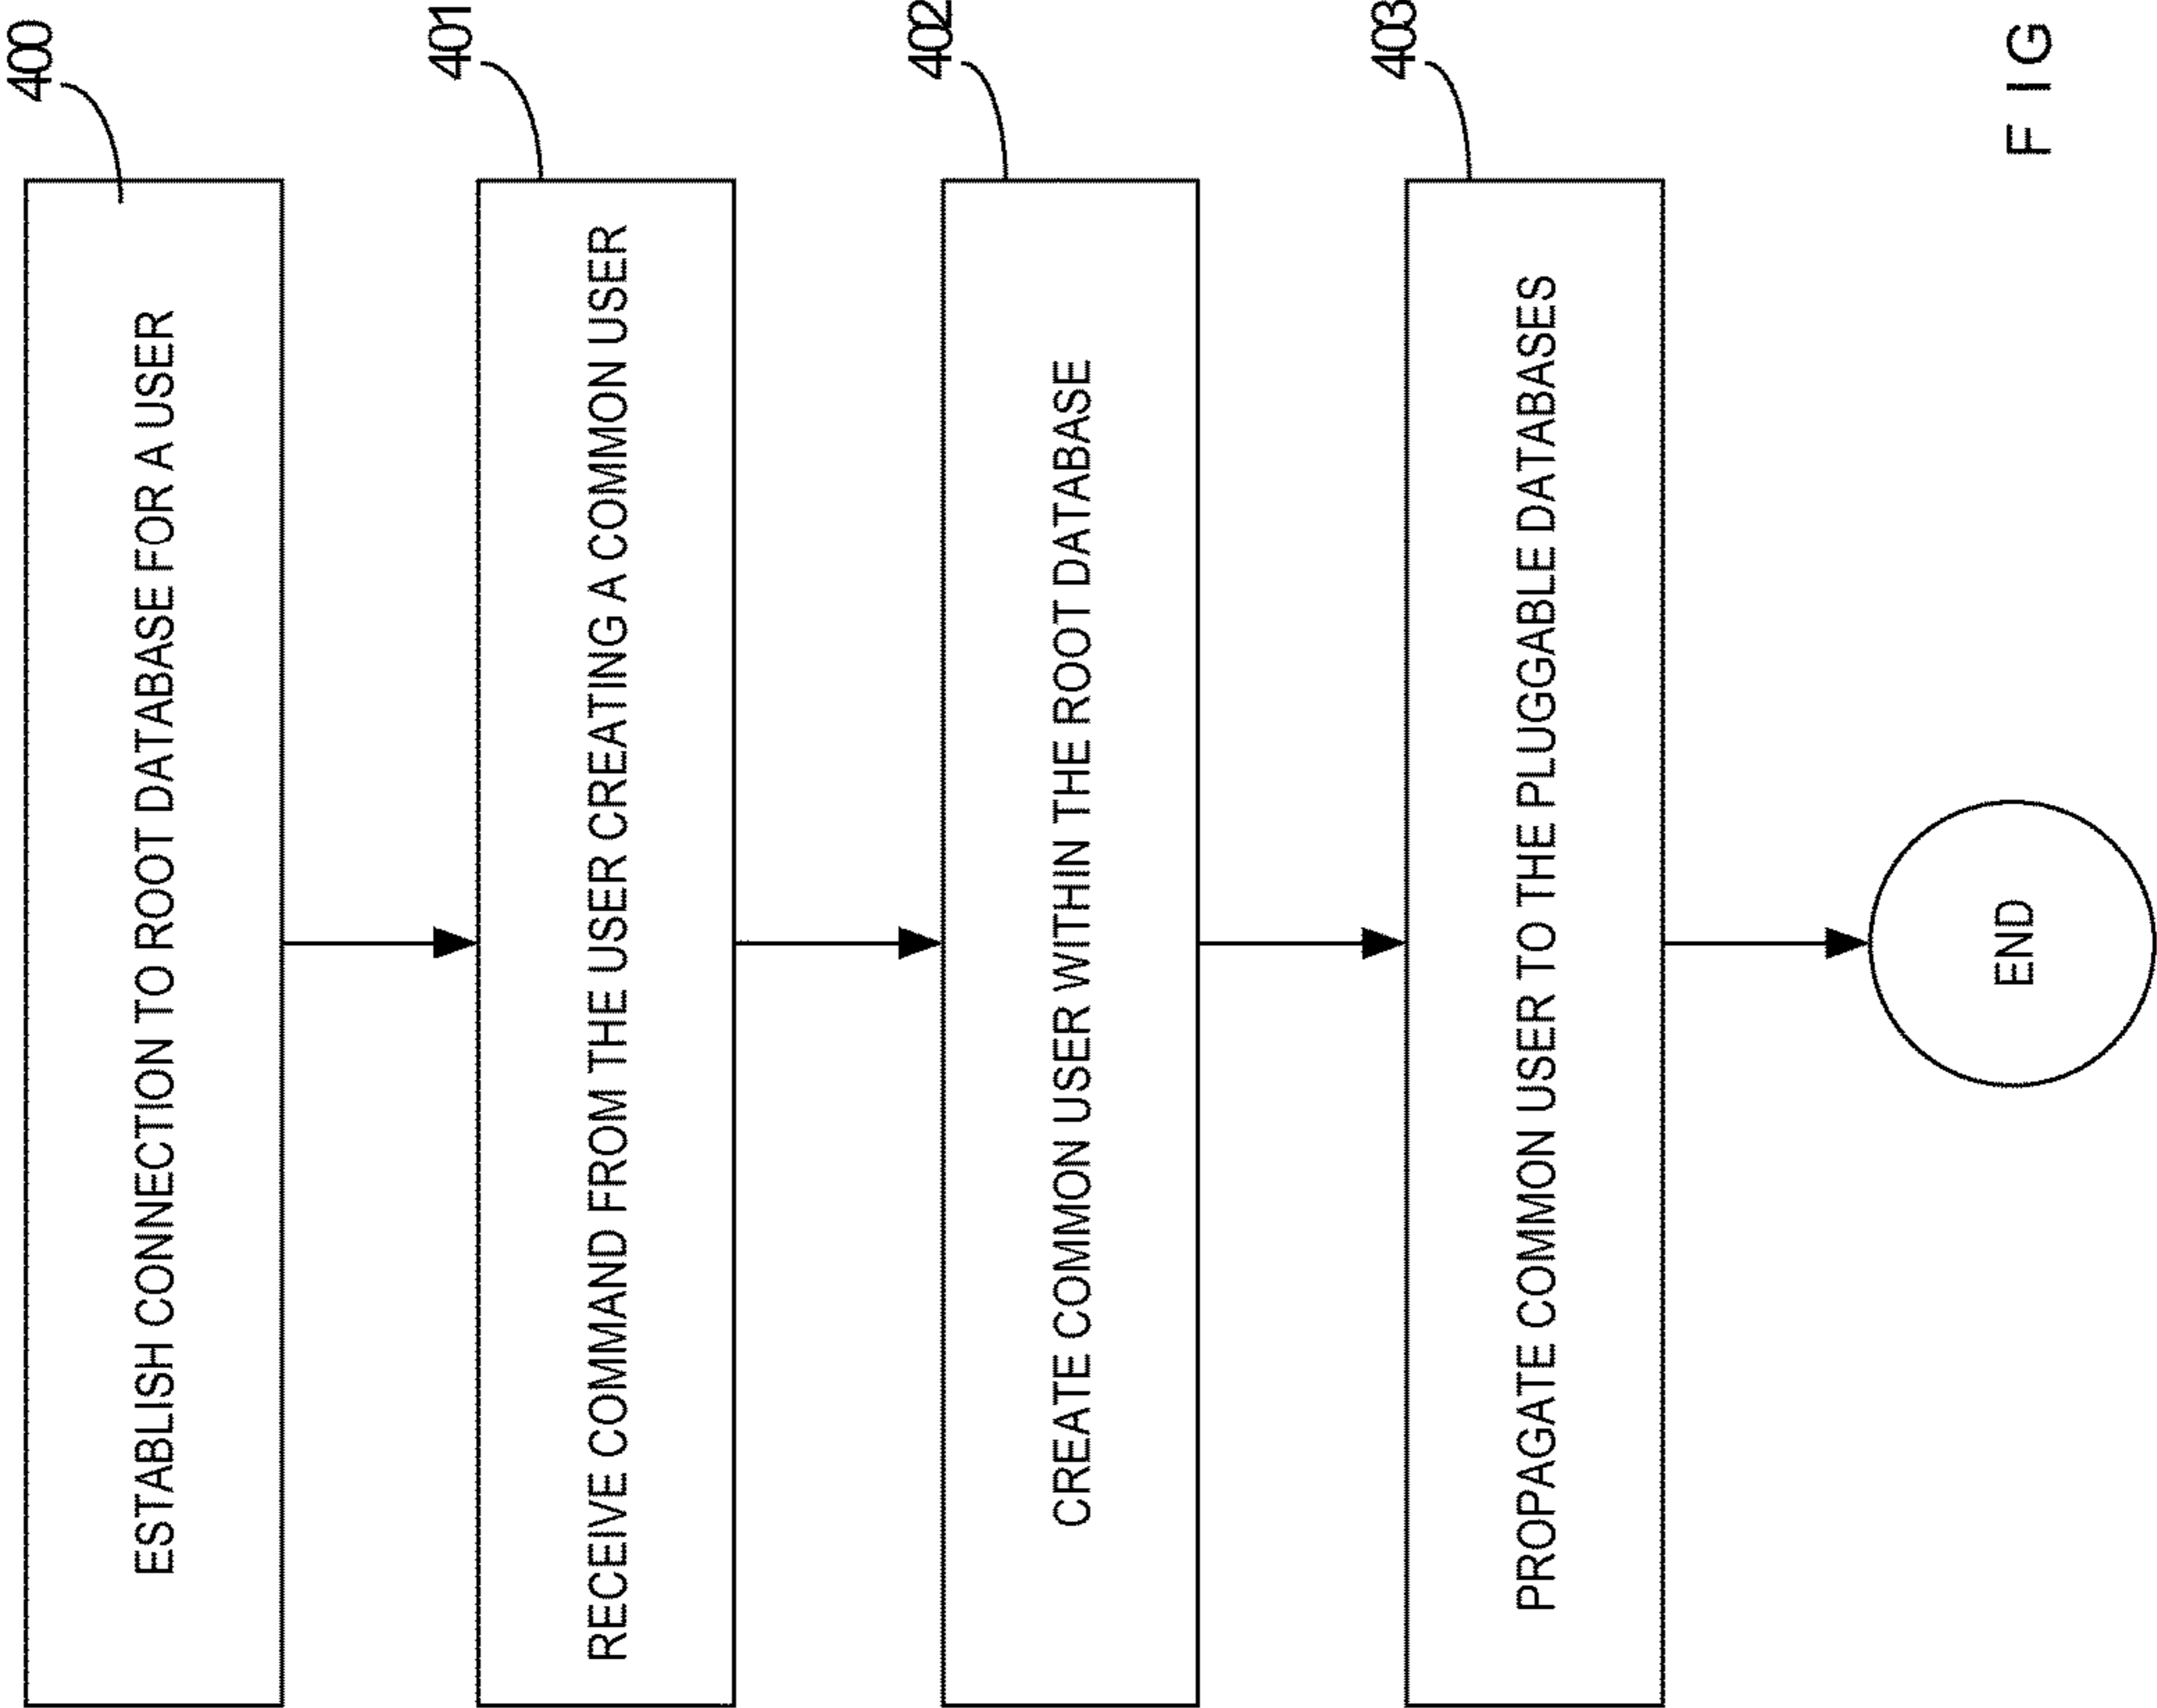 400
ESTABLISH CONNECTION TO ROOT DATABASE FOR A USER
401
RECEIVE COMMAND FROM THE USER CREATING A COMMON USER
402
CREATE COMMON USER WITHIN THE ROOT DATABASE
403
PROPAGATE COMMON USER TO THE PLUGGABLE DATABASES
END
FIG